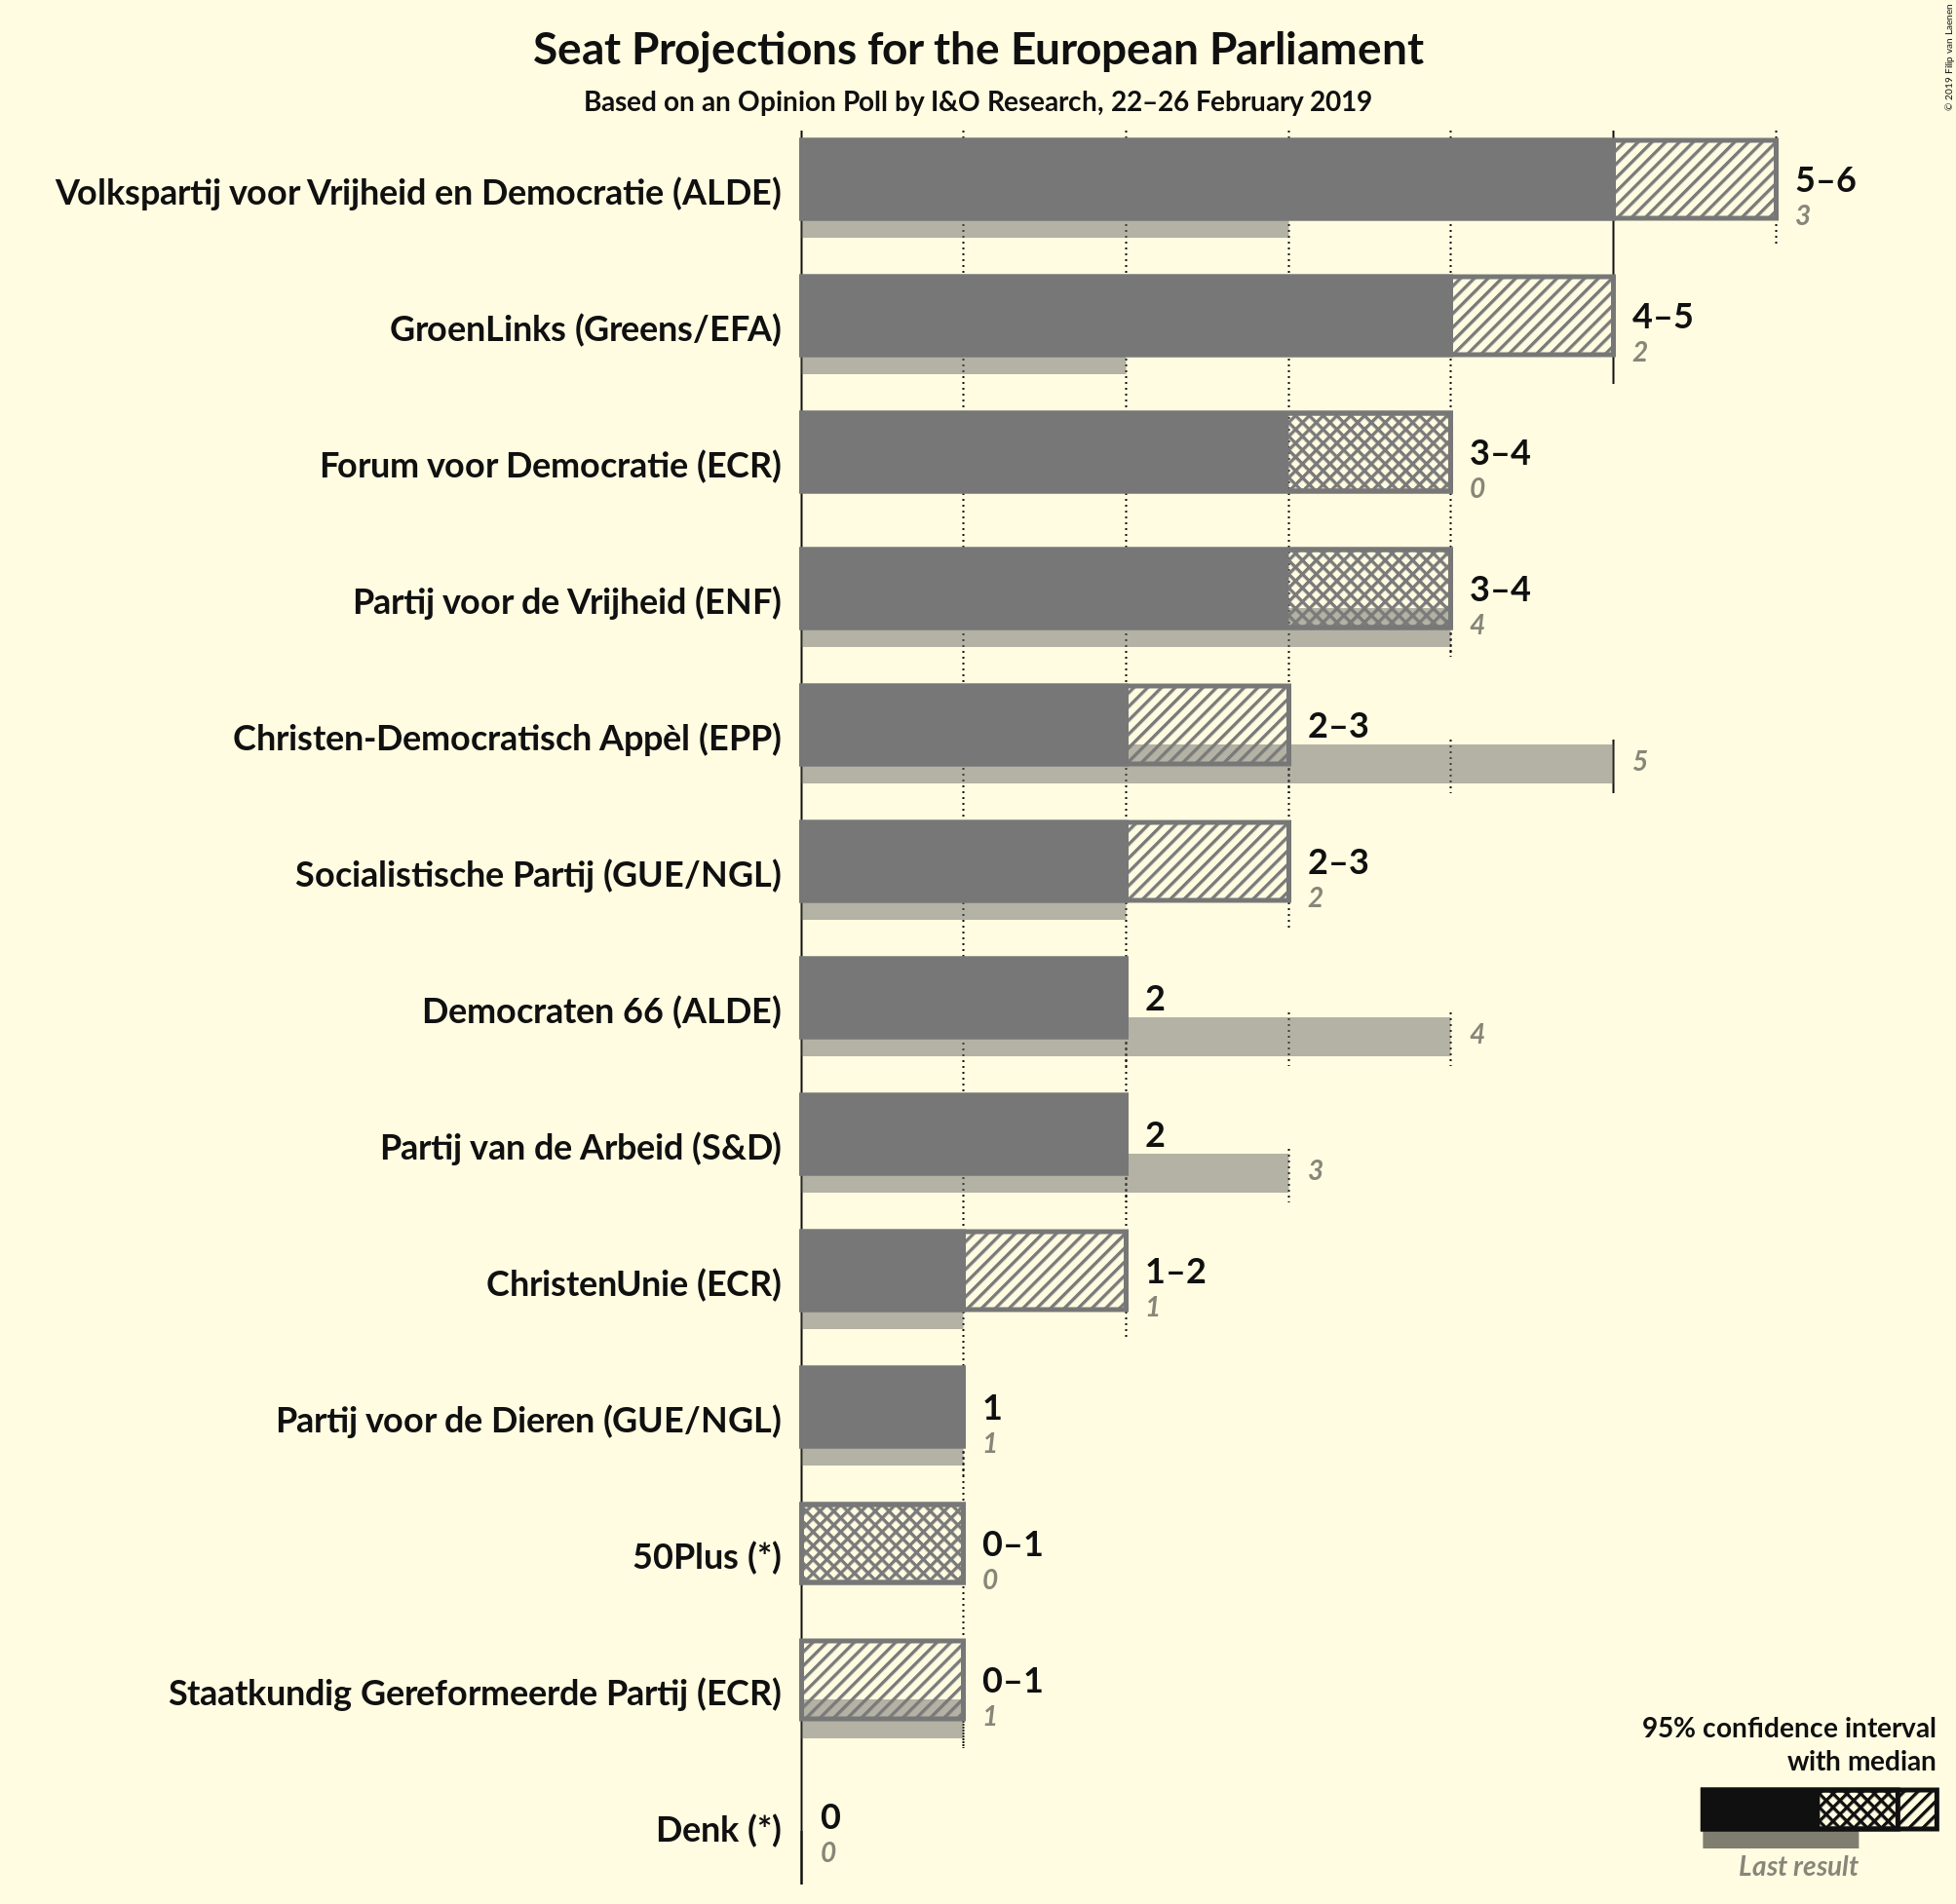 Seat Projections for the European Parliament
Based on an Opinion Poll by I&O Research, 22–26 February 2019
© 2019 Filip van Laenen
Volkspartij voor Vrijheid en Democratie (ALDE)
5–6
3
GroenLinks (Greens/EFA)
4–5
2
Forum voor Democratie (ECR)
3–4
0
Partij voor de Vrijheid (ENF)
3–4
4
Christen-Democratisch Appèl (EPP)
2–3
5
Socialistische Partij (GUE/NGL)
2–3
2
Democraten 66 (ALDE)
2
4
Partij van de Arbeid (S&D)
2
3
ChristenUnie (ECR)
1–2
1
Partij voor de Dieren (GUE/NGL)
1
1
50Plus (*)
0–1
0
Staatkundig Gereformeerde Partij (ECR)
0–1
1
Denk (*)
0
0
95% confidence interval
with median
Last result